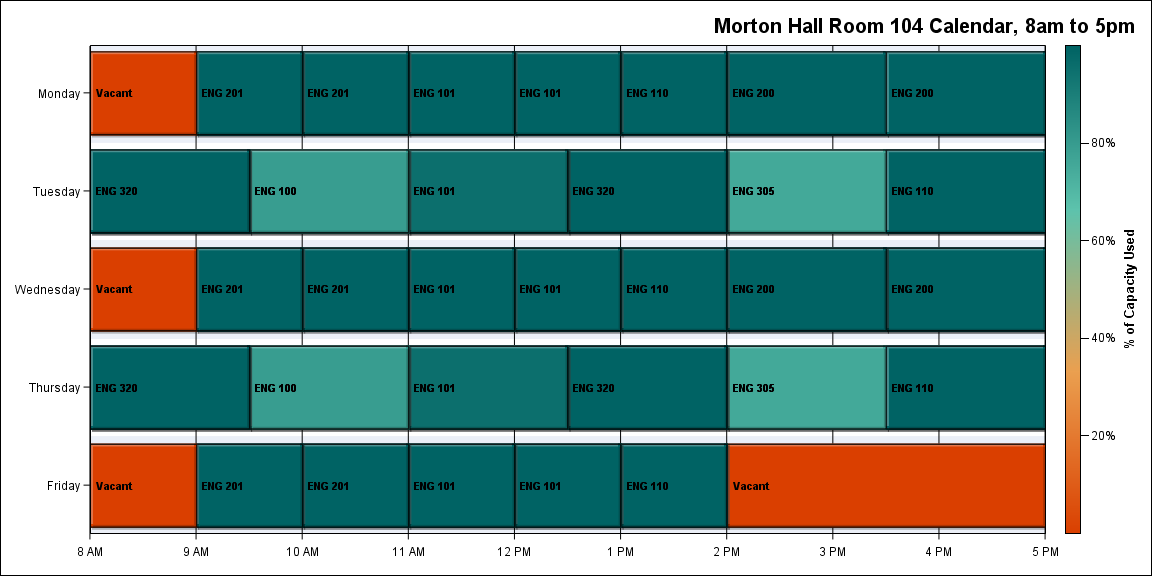 Morton Hall Room 104 Calendar, 8am to 5pm
Monday
Vacant
ENG 201
ENG 201
ENG 101
ENG 101
ENG 110
ENG 200
ENG 200
Tuesday
ENG 320
ENG 100
ENG 101
ENG 320
ENG 305
ENG 110
Wednesday
Vacant
ENG 201
ENG 201
ENG 101
ENG 101
ENG 110
ENG 200
ENG 200
Thursday
ENG 320
ENG 100
ENG 101
ENG 320
ENG 305
ENG 110
Friday
Vacant
ENG 201
ENG 201
ENG 101
ENG 101
ENG 110
Vacant
8 AM
9 AM
10 AM
11 AM
12 PM
1 PM
2 PM
3 PM
4 PM
5 PM
80%
60%
40%
20%
% of Capacity Used